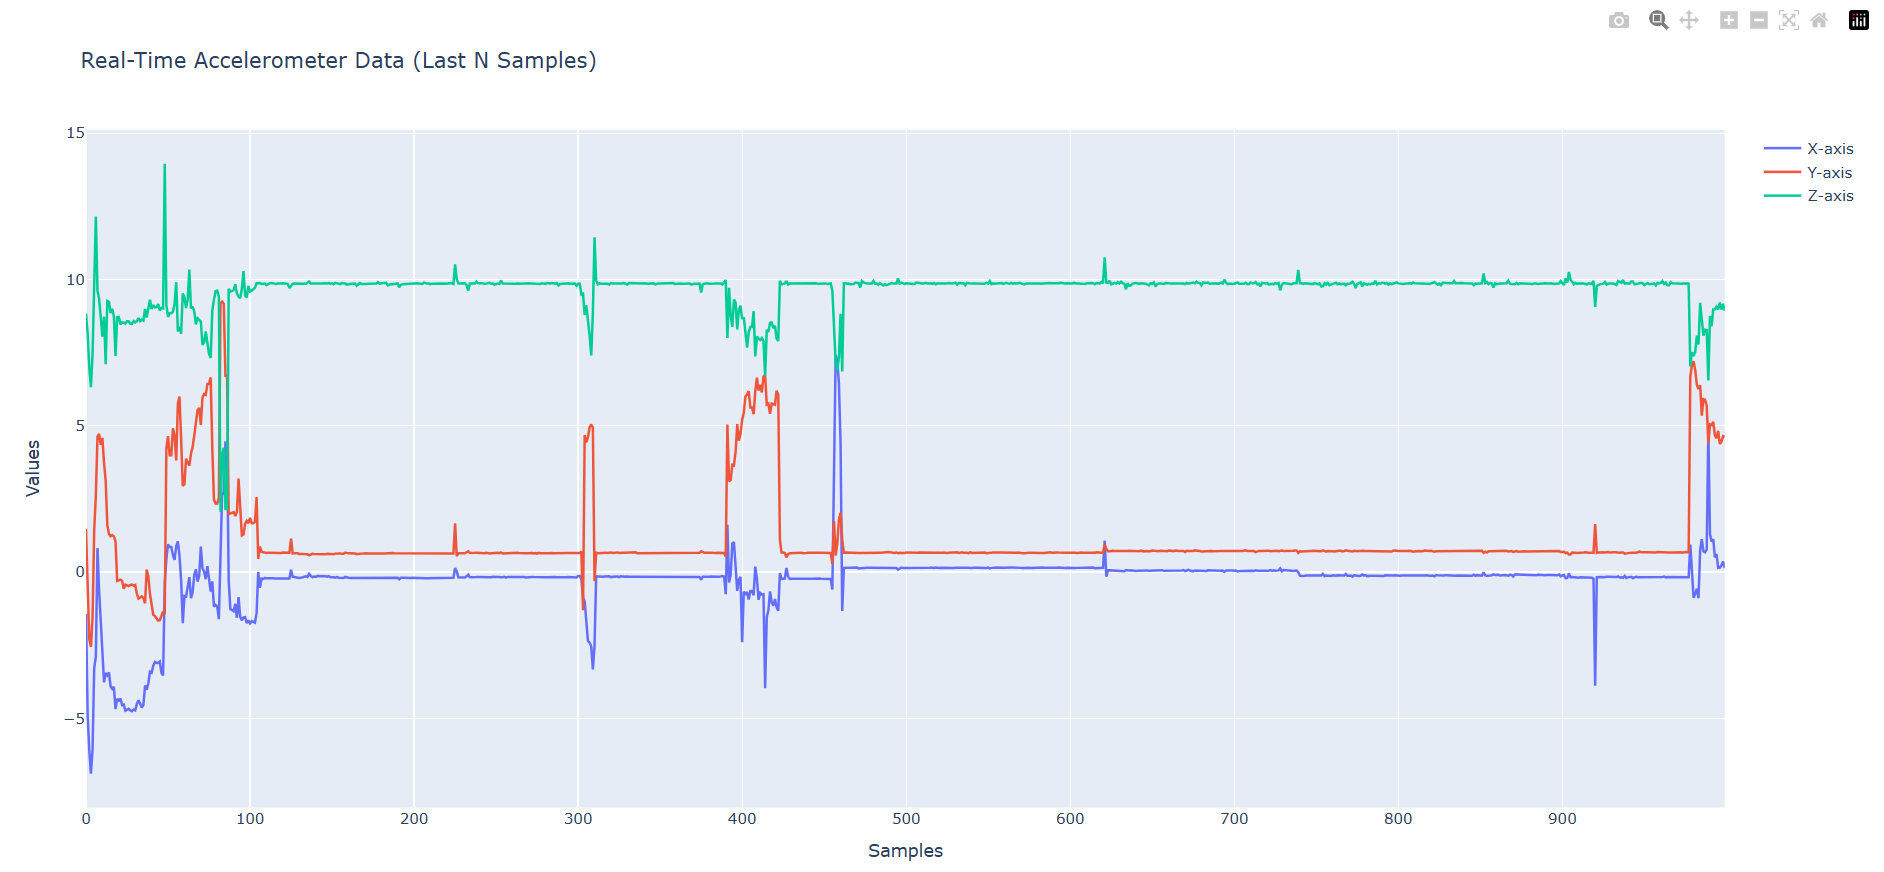 Real-Time Accelerometer Data (Last N Samples)
X-axis
Y-axis
Z-axis
15
10
5
0
−5
Values
0 100 200 300 400 500 600 700 800 900
Samples